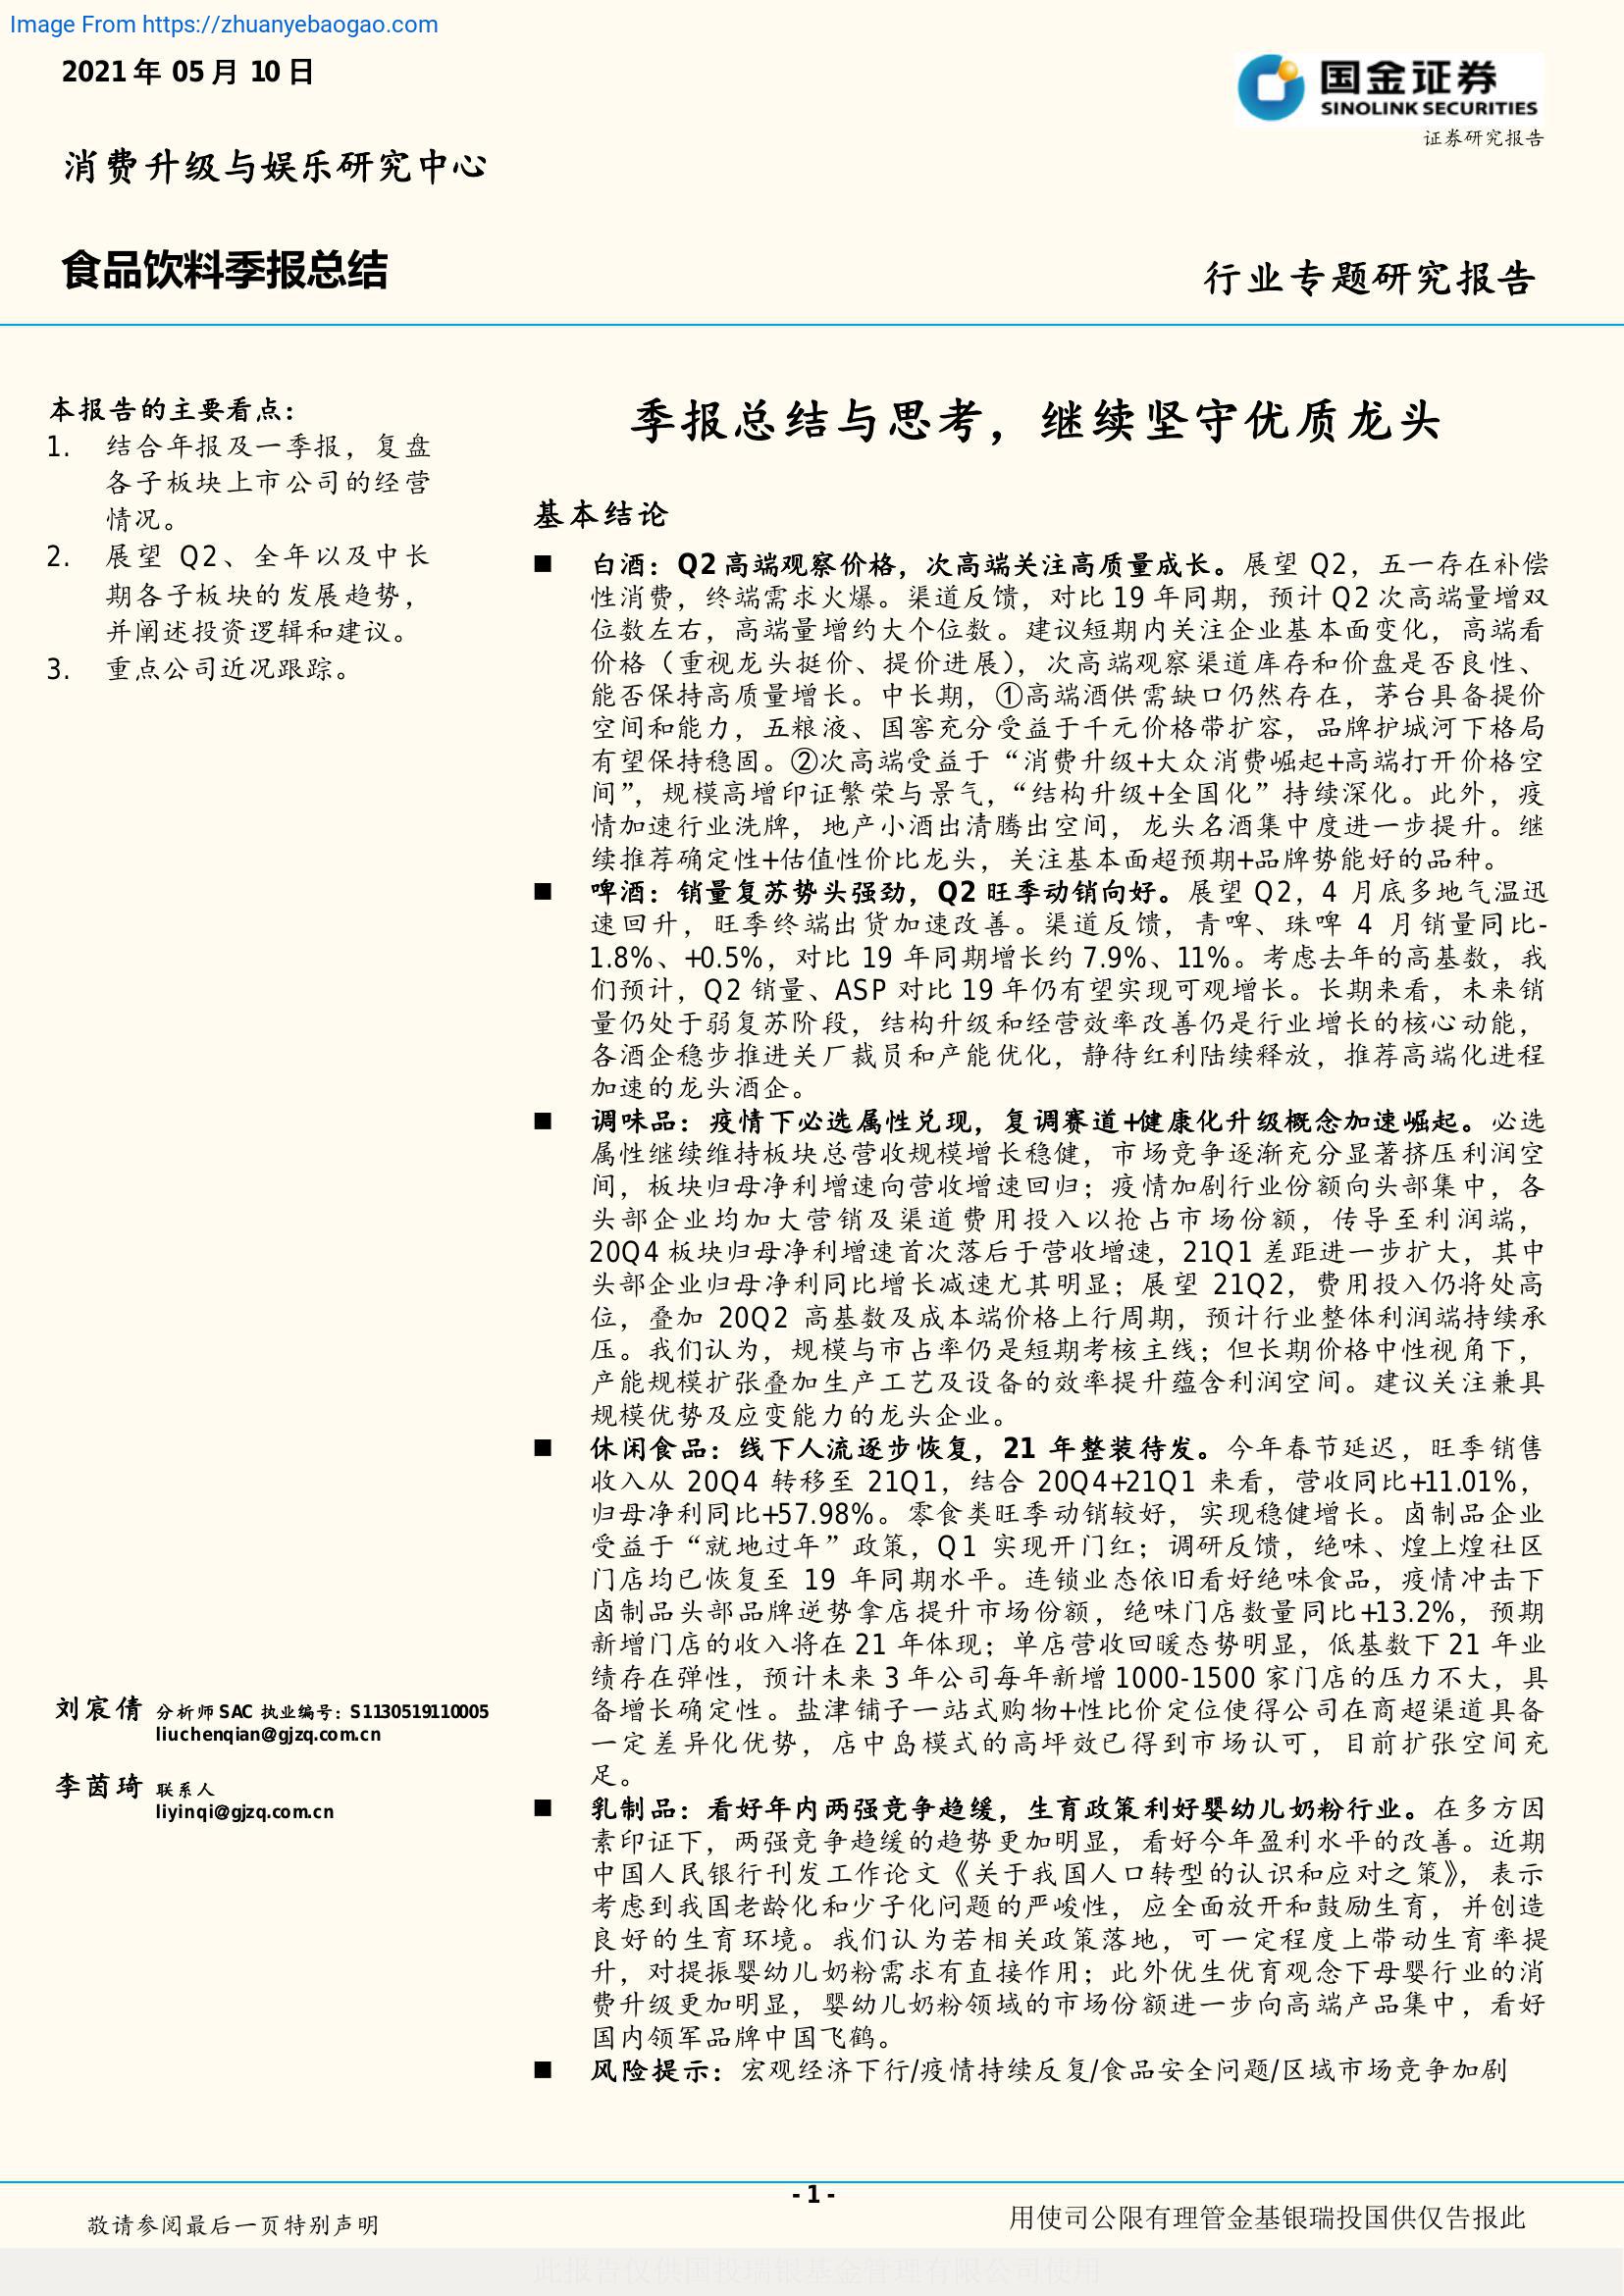 Image From https://zhuanyebaogao.com
2021年 05月 10日
国金证券
SINOLINK SECURITIES
证券研究报告
消费升级与娱乐研究中心
食品饮料季报总结
行业专题研究报告
本报告的主要看点：
1. 结合年报及一季报，复盘
各子板块上市公司的经营
情况。
2. 展望 Q2、全年以及中长
期各子板块的发展趋势，
并阐述投资逻辑和建议。
3. 重点公司近况跟踪。
刘宸倩 分析师 SAC 执业编号：S1130519110005
liuchenqian@gjzq.com.cn
李茵琦 联系人
liyinqi@gjzq.com.cn
季报总结与思考，继续坚守优质龙头
基本结论
■ 白酒：Q2 高端观察价格，次高端关注高质量成长。展望 Q2，五一存在补偿
性消费，终端需求火爆。渠道反馈，对比 19 年同期，预计 Q2 次高端量增双
位数左右，高端量增约大个位数。建议短期内关注企业基本面变化，高端看
价格（重视龙头挺价、提价进展），次高端观察渠道库存和价盘是否良性、
能否保持高质量增长。中长期，①高端酒供需缺口仍然存在，茅台具备提价
空间和能力，五粮液、国窖充分受益于千元价格带扩容，品牌护城河下格局
有望保持稳固。②次高端受益于“消费升级+大众消费崛起+高端打开价格空
间”，规模高增印证繁荣与景气，“结构升级+全国化”持续深化。此外，疫
情加速行业洗牌，地产小酒出清腾出空间，龙头名酒集中度进一步提升。继
续推荐确定性+估值性价比龙头，关注基本面超预期+品牌势能好的品种。
■ 啤酒：销量复苏势头强劲，Q2 旺季动销向好。展望 Q2，4 月底多地气温迅
速回升，旺季终端出货加速改善。渠道反馈，青啤、珠啤 4 月销量同比-
1.8%、+0.5%，对比 19 年同期增长约 7.9%、11%。考虑去年的高基数，我
们预计，Q2 销量、ASP 对比 19 年仍有望实现可观增长。长期来看，未来销
量仍处于弱复苏阶段，结构升级和经营效率改善仍是行业增长的核心动能，
各酒企稳步推进关厂裁员和产能优化，静待红利陆续释放，推荐高端化进程
加速的龙头酒企。
■ 调味品：疫情下必选属性兑现，复调赛道+健康化升级概念加速崛起。必选
属性继续维持板块总营收规模增长稳健，市场竞争逐渐充分显著挤压利润空
间，板块归母净利增速向营收增速回归；疫情加剧行业份额向头部集中，各
头部企业均加大营销及渠道费用投入以抢占市场份额，传导至利润端，
20Q4 板块归母净利增速首次落后于营收增速，21Q1 差距进一步扩大，其中
头部企业归母净利同比增长减速尤其明显；展望 21Q2，费用投入仍将处高
位，叠加 20Q2 高基数及成本端价格上行周期，预计行业整体利润端持续承
压。我们认为，规模与市占率仍是短期考核主线；但长期价格中性视角下，
产能规模扩张叠加生产工艺及设备的效率提升蕴含利润空间。建议关注兼具
规模优势及应变能力的龙头企业。
■ 休闲食品：线下人流逐步恢复，21 年整装待发。今年春节延迟，旺季销售
收入从 20Q4 转移至 21Q1，结合 20Q4+21Q1 来看，营收同比+11.01%，
归母净利同比+57.98%。零食类旺季动销较好，实现稳健增长。卤制品企业
受益于“就地过年”政策，Q1 实现开门红；调研反馈，绝味、煌上煌社区
门店均已恢复至 19 年同期水平。连锁业态依旧看好绝味食品，疫情冲击下
卤制品头部品牌逆势拿店提升市场份额，绝味门店数量同比+13.2%，预期
新增门店的收入将在 21 年体现；单店营收回暖态势明显，低基数下 21 年业
绩存在弹性，预计未来 3 年公司每年新增 1000-1500 家门店的压力不大，具
备增长确定性。盐津铺子一站式购物+性比价定位使得公司在商超渠道具备
一定差异化优势，店中岛模式的高坪效已得到市场认可，目前扩张空间充
足。
■ 乳制品：看好年内两强竞争趋缓，生育政策利好婴幼儿奶粉行业。在多方因
素印证下，两强竞争趋缓的趋势更加明显，看好今年盈利水平的改善。近期
中国人民银行刊发工作论文《关于我国人口转型的认识和应对之策》，表示
考虑到我国老龄化和少子化问题的严峻性，应全面放开和鼓励生育，并创造
良好的生育环境。我们认为若相关政策落地，可一定程度上带动生育率提
升，对提振婴幼儿奶粉需求有直接作用；此外优生优育观念下母婴行业的消
费升级更加明显，婴幼儿奶粉领域的市场份额进一步向高端产品集中，看好
国内领军品牌中国飞鹤。
■ 风险提示：宏观经济下行/疫情持续反复/食品安全问题/区域市场竞争加剧
- 1 -
敬请参阅最后一页特别声明
用使司公限有理管金基银瑞投国供仅告报此
此报告仅供国投瑞银基金管理有限公司使用